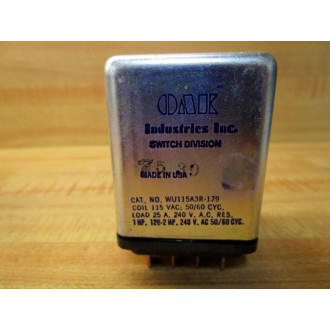 OAK
Industries Inc.
SWITCH DIVISION
75 39
MADE IN USA
CAT. NO. WU115A3R-179
COIL 115 VAC, 50/60 CYC.
LOAD 25 A, 240 V. A.C. RES.
1 HP, 120-2 HP, 240 V. AC 50/60 CYC.